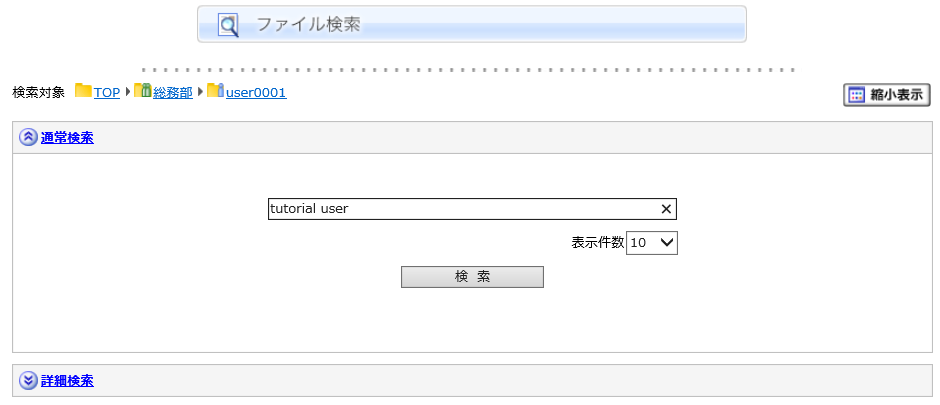 ファイル検索
検索対象 TOP 総務部 user0001
縮小表示
通常検索
tutorial user
表示件数 10
検 索
詳細検索